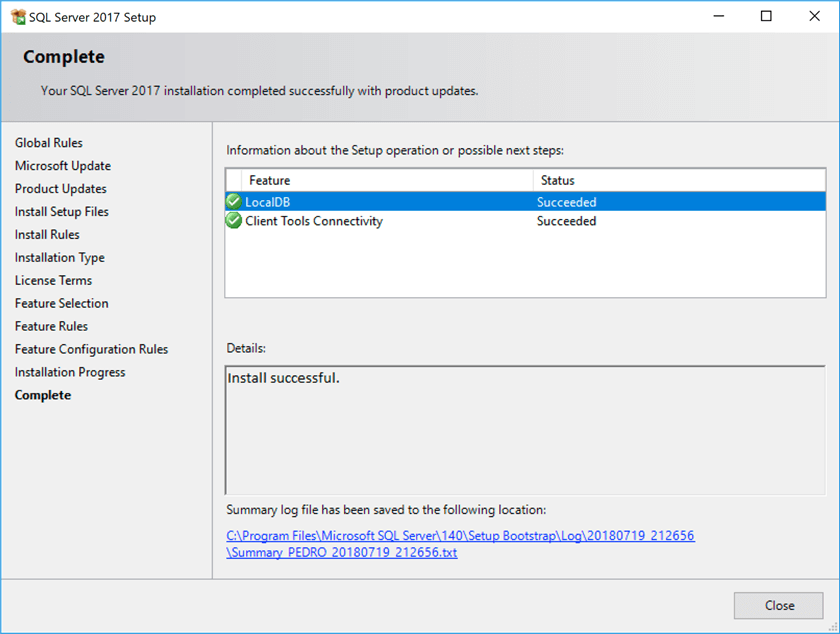 SQL Server 2017 Setup
Complete
Your SQL Server 2017 installation completed successfully with product updates.
Global Rules
Microsoft Update
Product Updates
Install Setup Files
Install Rules
Installation Type
License Terms
Feature Selection
Feature Rules
Feature Configuration Rules
Installation Progress
Complete
Information about the Setup operation or possible next steps:
Feature Status
LocalDB Succeeded
Client Tools Connectivity Succeeded
Details:
Install successful.
Summary log file has been saved to the following location:
C:\Program Files\Microsoft SQL Server\140\Setup Bootstrap\Log\20180719_212656
\Summary_PEDRO_20180719_212656.txt
Close